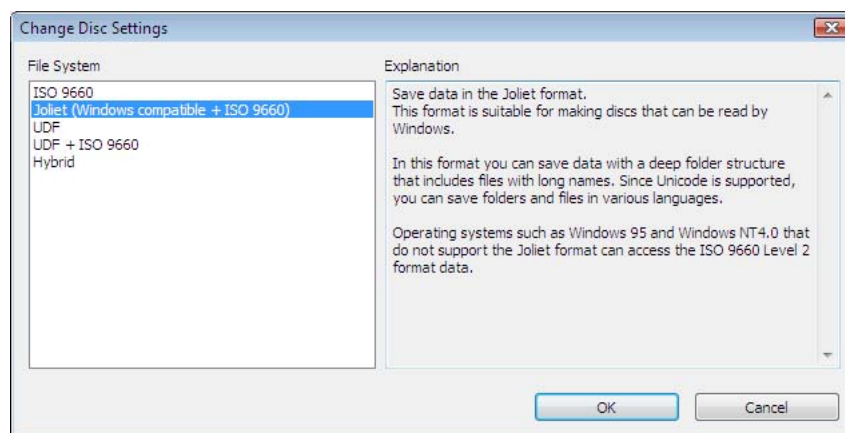 Change Disc Settings
File System
ISO 9660
Joliet (Windows compatible + ISO 9660)
UDF
UDF + ISO 9660
Hybrid
Explanation
Save data in the Joliet format.
This format is suitable for making discs that can be read by
Windows.
In this format you can save data with a deep folder structure
that includes files with long names. Since Unicode is supported,
you can save folders and files in various languages.
Operating systems such as Windows 95 and Windows NT4.0 that
do not support the Joliet format can access the ISO 9660 Level 2
format data.
OK
Cancel